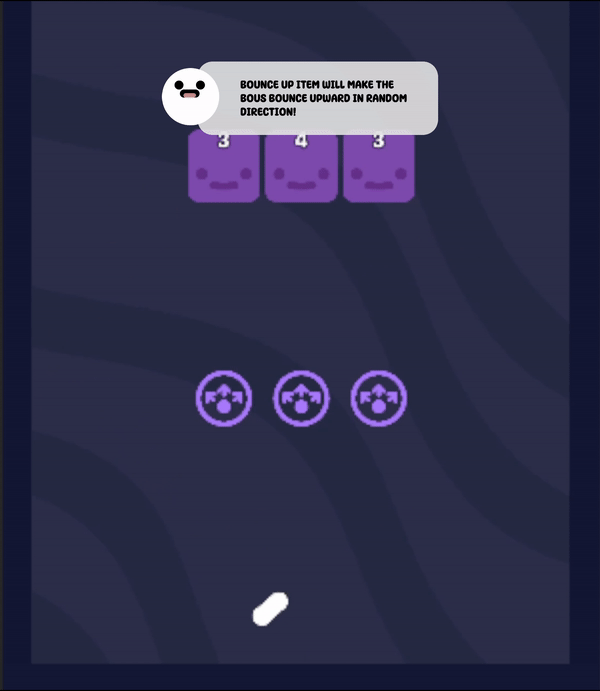 BOUNCE UP ITEM WILL MAKE THE
BOUS BOUNCE UPWARD IN RANDOM
DIRECTION!
3 4 3